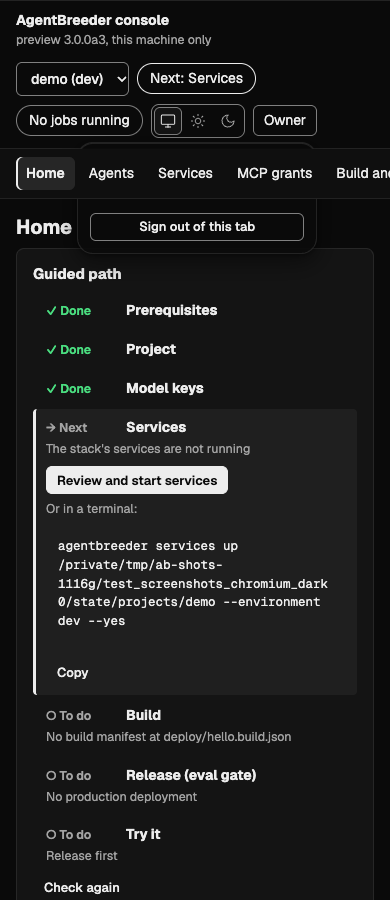 AgentBreeder console
preview 3.0.0a3, this machine only
demo (dev)
Next: Services
No jobs running
Owner
Home
Agents
Services
MCP grants
Build an
Home
Sign out of this tab
Guided path
✓ Done
Prerequisites
✓ Done
Project
✓ Done
Model keys
→ Next
Services
The stack's services are not running
Review and start services
Or in a terminal:
agentbreeder services up
/private/tmp/ab-shots-
1116g/test_screenshots_chromium_dark
0/state/projects/demo --environment
dev --yes
Copy
○ To do
Build
No build manifest at deploy/hello.build.json
○ To do
Release (eval gate)
No production deployment
○ To do
Try it
Release first
Check again